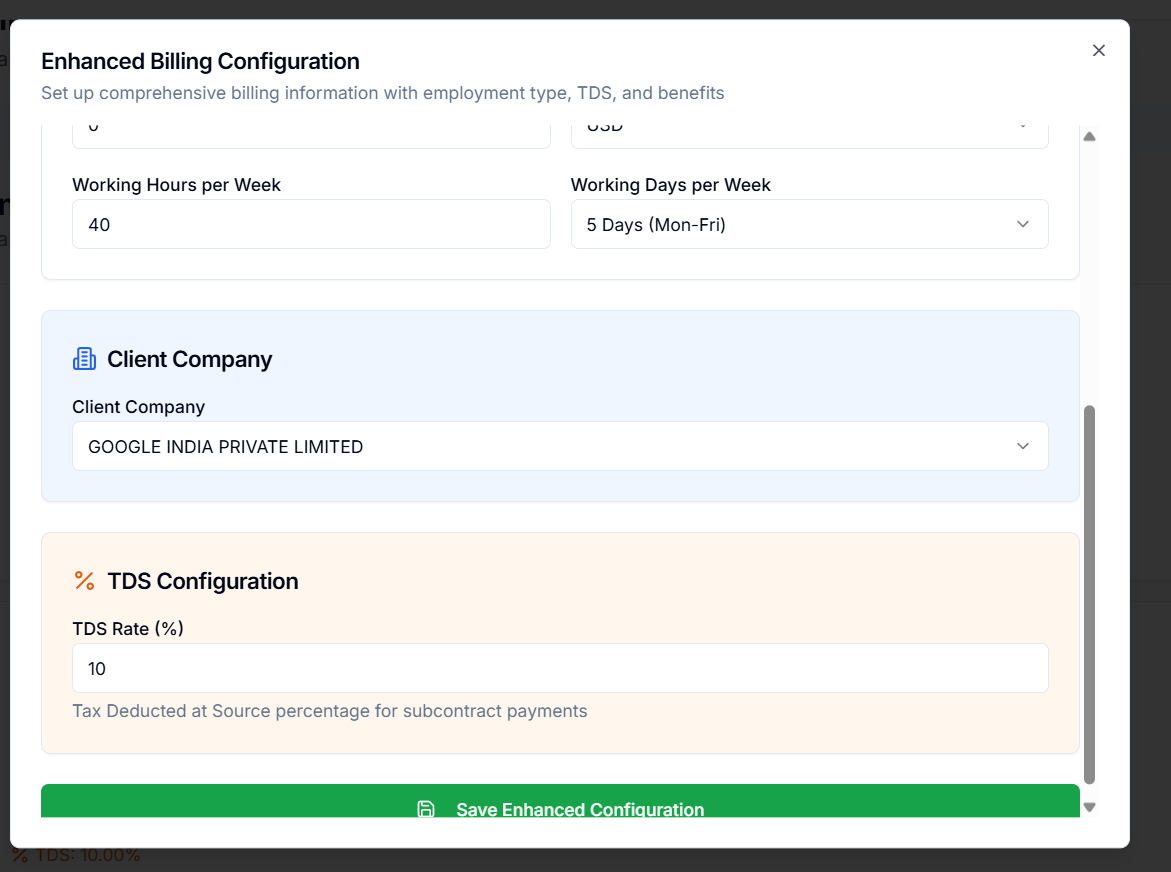 Enhanced Billing Configuration
Set up comprehensive billing information with employment type, TDS, and benefits
0 USD
Working Hours per Week Working Days per Week
40 5 Days (Mon-Fri)
Client Company
Client Company
GOOGLE INDIA PRIVATE LIMITED
TDS Configuration
TDS Rate (%)
10
Tax Deducted at Source percentage for subcontract payments
Save Enhanced Configuration
% TDS: 10.00%